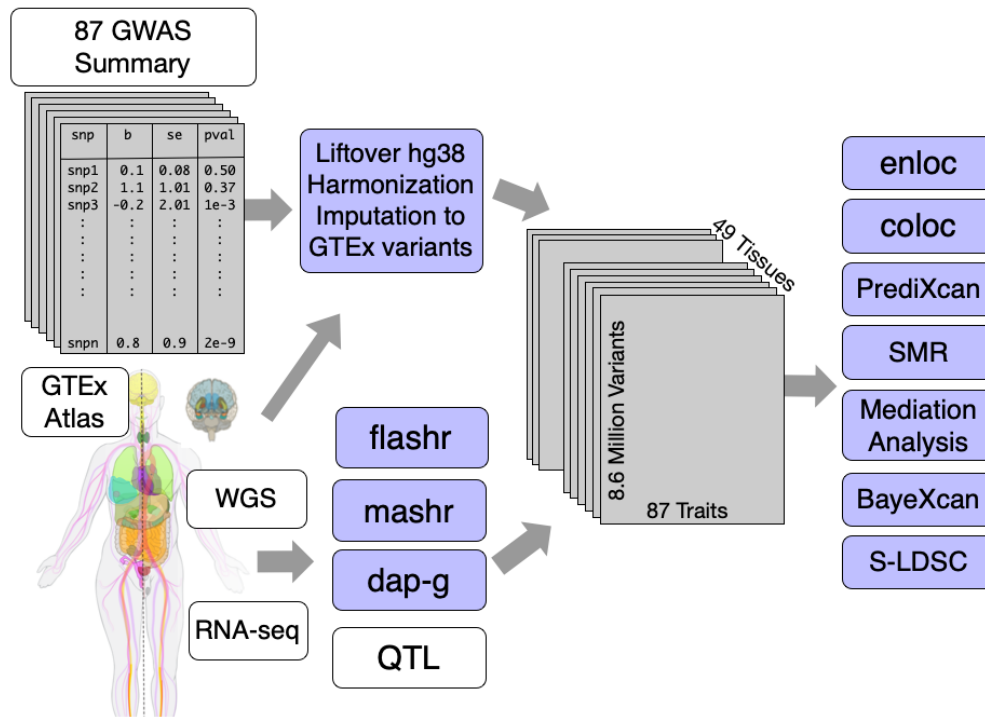 87 GWAS
Summary
snp b se pval
snp1 0.1 0.08 0.50
snp2 1.1 1.01 0.37
snp3 -0.2 2.01 1e-3
: : : :
: : : :
: : : :
snpn 0.8 0.9 2e-9
Liftover hg38
Harmonization
Imputation to
GTEx variants
GTEx
Atlas
WGS
RNA-seq
flashr
mashr
dap-g
QTL
49 Tissues
8.6 Million Variants
87 Traits
enloc
coloc
PrediXcan
SMR
Mediation
Analysis
BayeXcan
S-LDSC